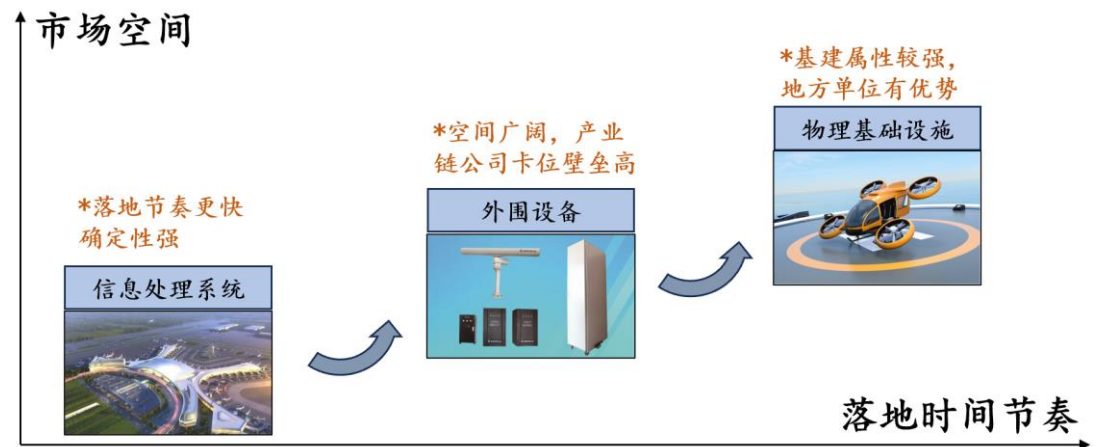 市场空间
*基建属性较强，
地方单位有优势
物理基础设施
*空间广阔，产业
链公司卡位壁垒高
外围设备
*落地节奏更快
确定性强
信息处理系统
落地时间节奏